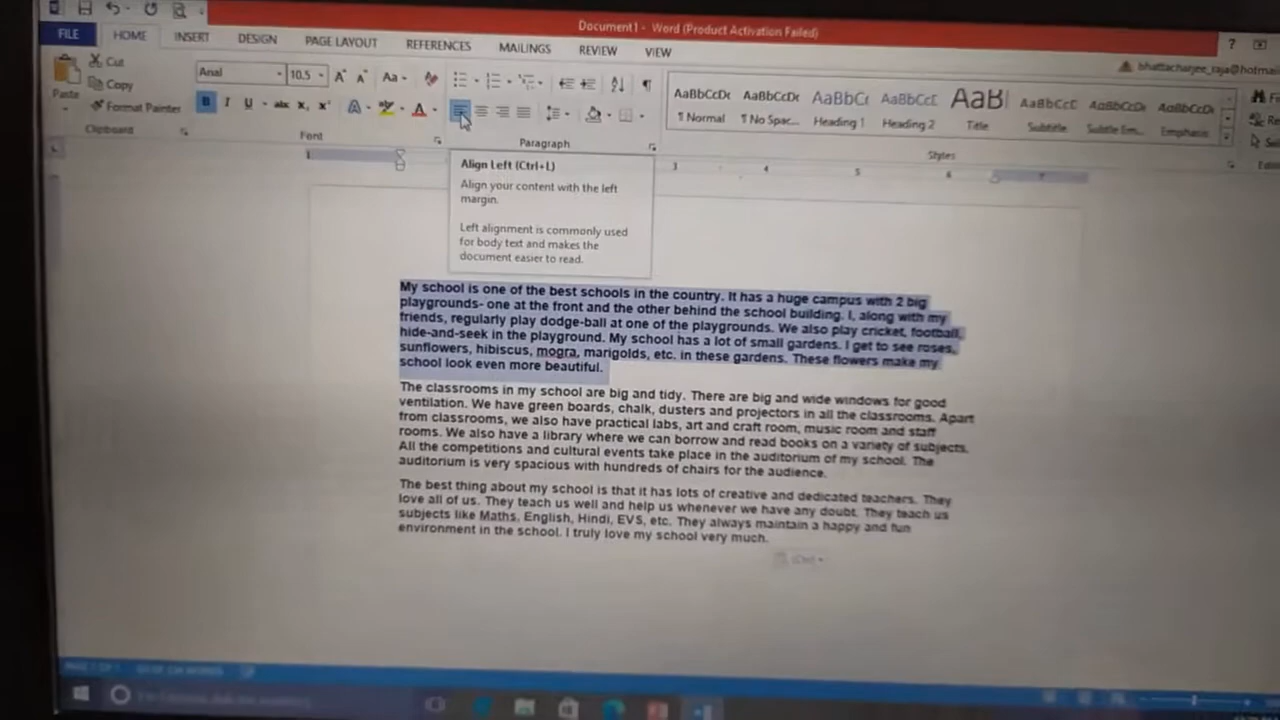 Document1 - Word (Product Activation Failed)
FILE HOME INSERT DESIGN PAGE LAYOUT REFERENCES MAILINGS REVIEW VIEW
bhattacharjee_raja@hotmai
Cut
Copy
Format Painter
Paste
Clipboard
Arial 10.5
Font
Paragraph
AaBbCcDc AaBbCcDc AaBbCc AaBbCcD AaB AaBbCcD AaBbCcDc AaBbCcDc
¶ Normal ¶ No Spac... Heading 1 Heading 2 Title Subtitle Subtle Em... Emphasis
Styles
1 3 4 5 6 7
Align Left (Ctrl+L)
Align your content with the left
margin.
Left alignment is commonly used
for body text and makes the
document easier to read.
My school is one of the best schools in the country. It has a huge campus with 2 big
playgrounds- one at the front and the other behind the school building. I, along with my
friends, regularly play dodge-ball at one of the playgrounds. We also play cricket, football,
hide-and-seek in the playground. My school has a lot of small gardens. I get to see roses,
sunflowers, hibiscus, mogra, marigolds, etc. in these gardens. These flowers make my
school look even more beautiful.
The classrooms in my school are big and tidy. There are big and wide windows for good
ventilation. We have green boards, chalk, dusters and projectors in all the classrooms. Apart
from classrooms, we also have practical labs, art and craft room, music room and staff
rooms. We also have a library where we can borrow and read books on a variety of subjects.
All the competitions and cultural events take place in the auditorium of my school. The
auditorium is very spacious with hundreds of chairs for the audience.
The best thing about my school is that it has lots of creative and dedicated teachers. They
love all of us. They teach us well and help us whenever we have any doubt. They teach us
subjects like Maths, English, Hindi, EVS, etc. They always maintain a happy and fun
environment in the school. I truly love my school very much.
(Ctrl)